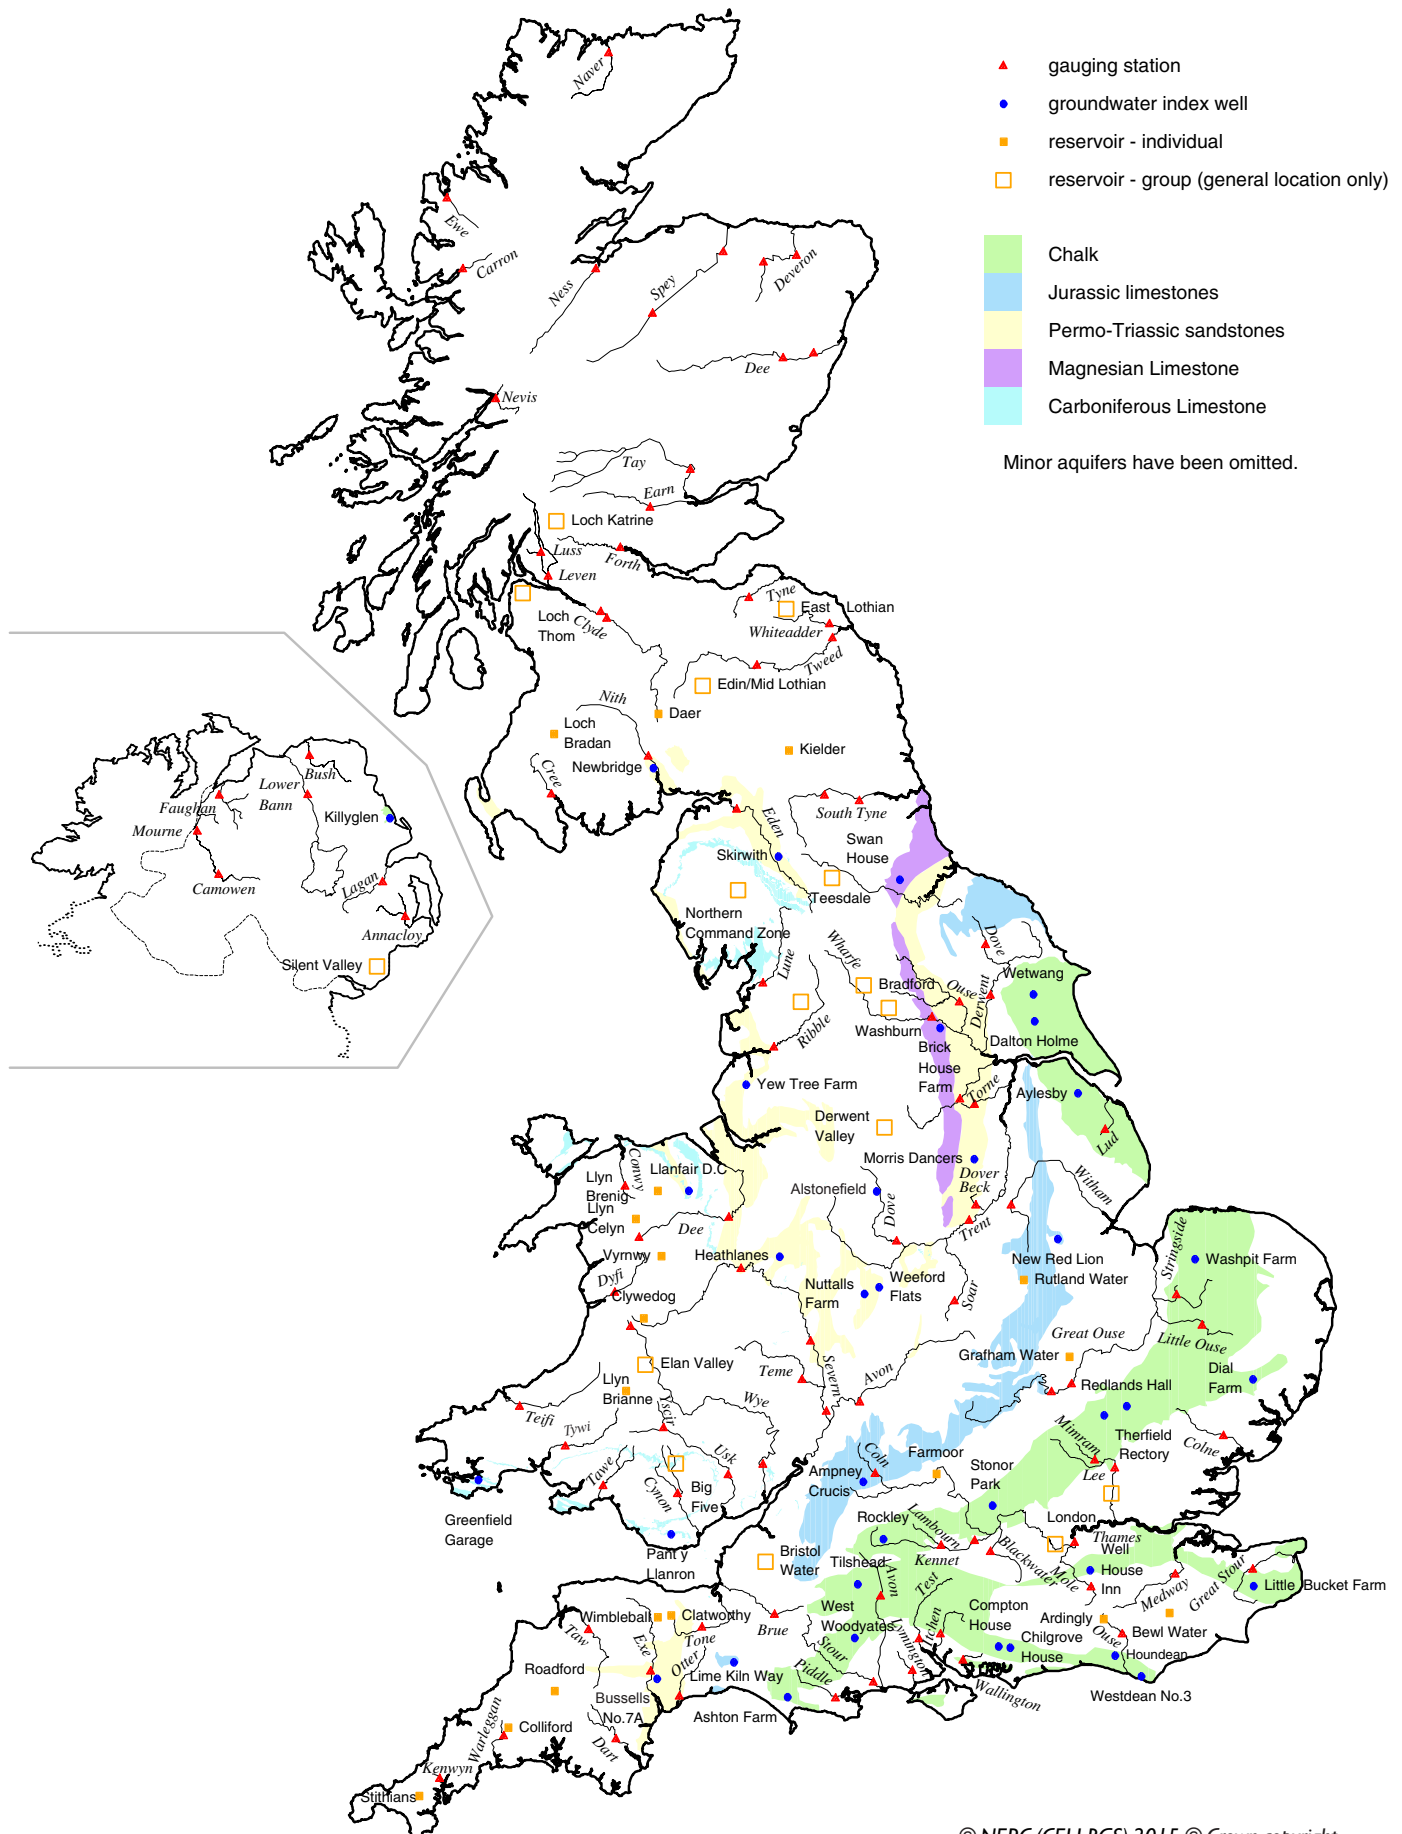 gauging station
groundwater index well
reservoir - individual
reservoir - group (general location only)
Chalk
Jurassic limestones
Permo-Triassic sandstones
Magnesian Limestone
Carboniferous Limestone
Minor aquifers have been omitted.
Naver
Ewe
Carron
Ness
Spey
Deveron
Dee
Nevis
Tay
Earn
Loch Katrine
Luss
Forth
Leven
Tyne
East Lothian
Loch
Thom
Clyde
Whiteadder
Tweed
Edin/Mid Lothian
Nith
Daer
Loch
Bradan
Kielder
Newbridge
Cree
Bush
Lower
Bann
Faughan
Killyglen
Mourne
Camowen
Lagan
Annacloy
Silent Valley
South Tyne
Eden
Swan
House
Skirwith
Teesdale
Northern
Command Zone
Lune
Wharfe
Dove
Wetwang
Bradford
Ouse
Derwent
Washburn
Ribble
Brick
House
Farm
Dalton Holme
Yew Tree Farm
Torne
Aylesby
Derwent
Valley
Lud
Morris Dancers
Dover
Beck
Witham
Conwy
Llanfair D.C
Llyn
Brenig
Llyn
Celyn
Alstonefield
Dove
Dee
Trent
Stringside
Vyrnwy
Heathlanes
New Red Lion
Washpit Farm
Dyfi
Clywedog
Nuttalls
Farm
Weeford
Flats
Soar
Rutland Water
Great Ouse
Little Ouse
Elan Valley
Teme
Severn
Avon
Grafham Water
Dial
Farm
Llyn
Brianne
Redlands Hall
Teifi
Yscir
Wye
Mimram
Therfield
Rectory
Colne
Tywi
Usk
Coln
Farmoor
Stonor
Park
Lee
Tawe
Cynon
Big
Five
Ampney
Crucis
Greenfield
Garage
Rockley
Lambourn
London
Thames
Pant y
Llanron
Bristol
Water
Tilshead
Kennet
Blackwater
Well
House
Inn
Mole
Avon
Test
Medway
Great Stour
Little Bucket Farm
Wimbleball
Clatworthy
West
Woodyates
Compton
House
Chilgrove
House
Ardingly
Bewl Water
Taw
Exe
Tone
Brue
Stour
Lymington
Itchen
Ouse
Houndean
Roadford
Otter
Lime Kiln Way
Piddle
Wallington
Westdean No.3
Bussells
No.7A
Ashton Farm
Warleggan
Colliford
Dart
Kenwyn
Stithians
© NERC (CEH BGS) 2015 © Crown copyright